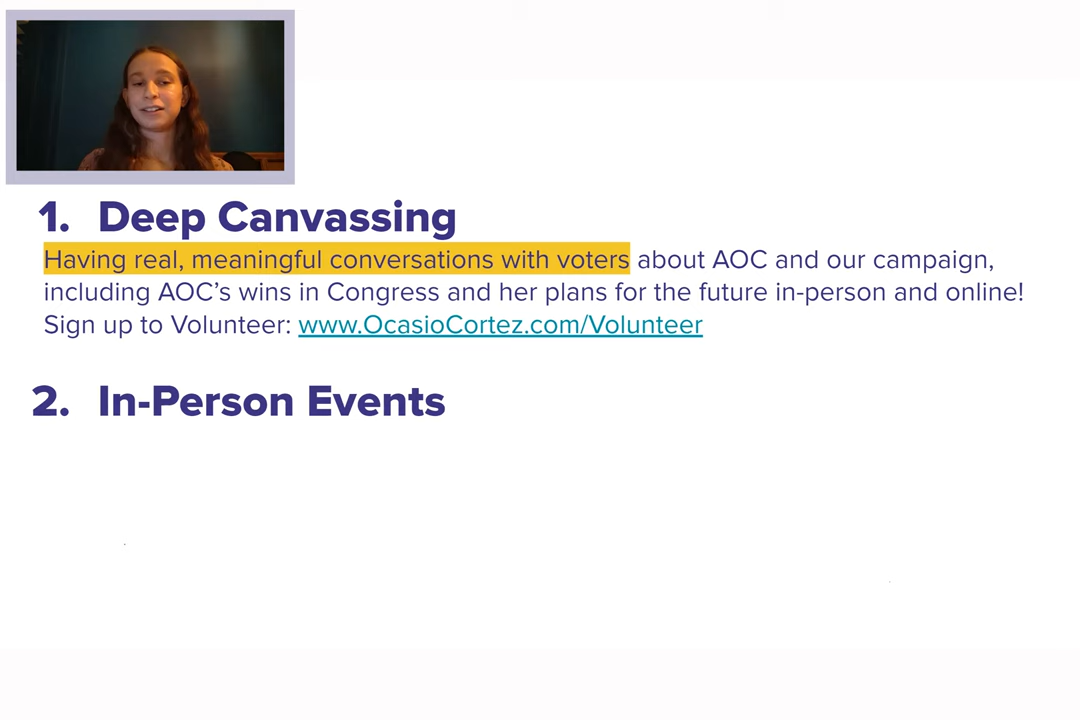 1. Deep Canvassing
Having real, meaningful conversations with voters about AOC and our campaign,
including AOC’s wins in Congress and her plans for the future in-person and online!
Sign up to Volunteer: www.OcasioCortez.com/Volunteer
2. In-Person Events